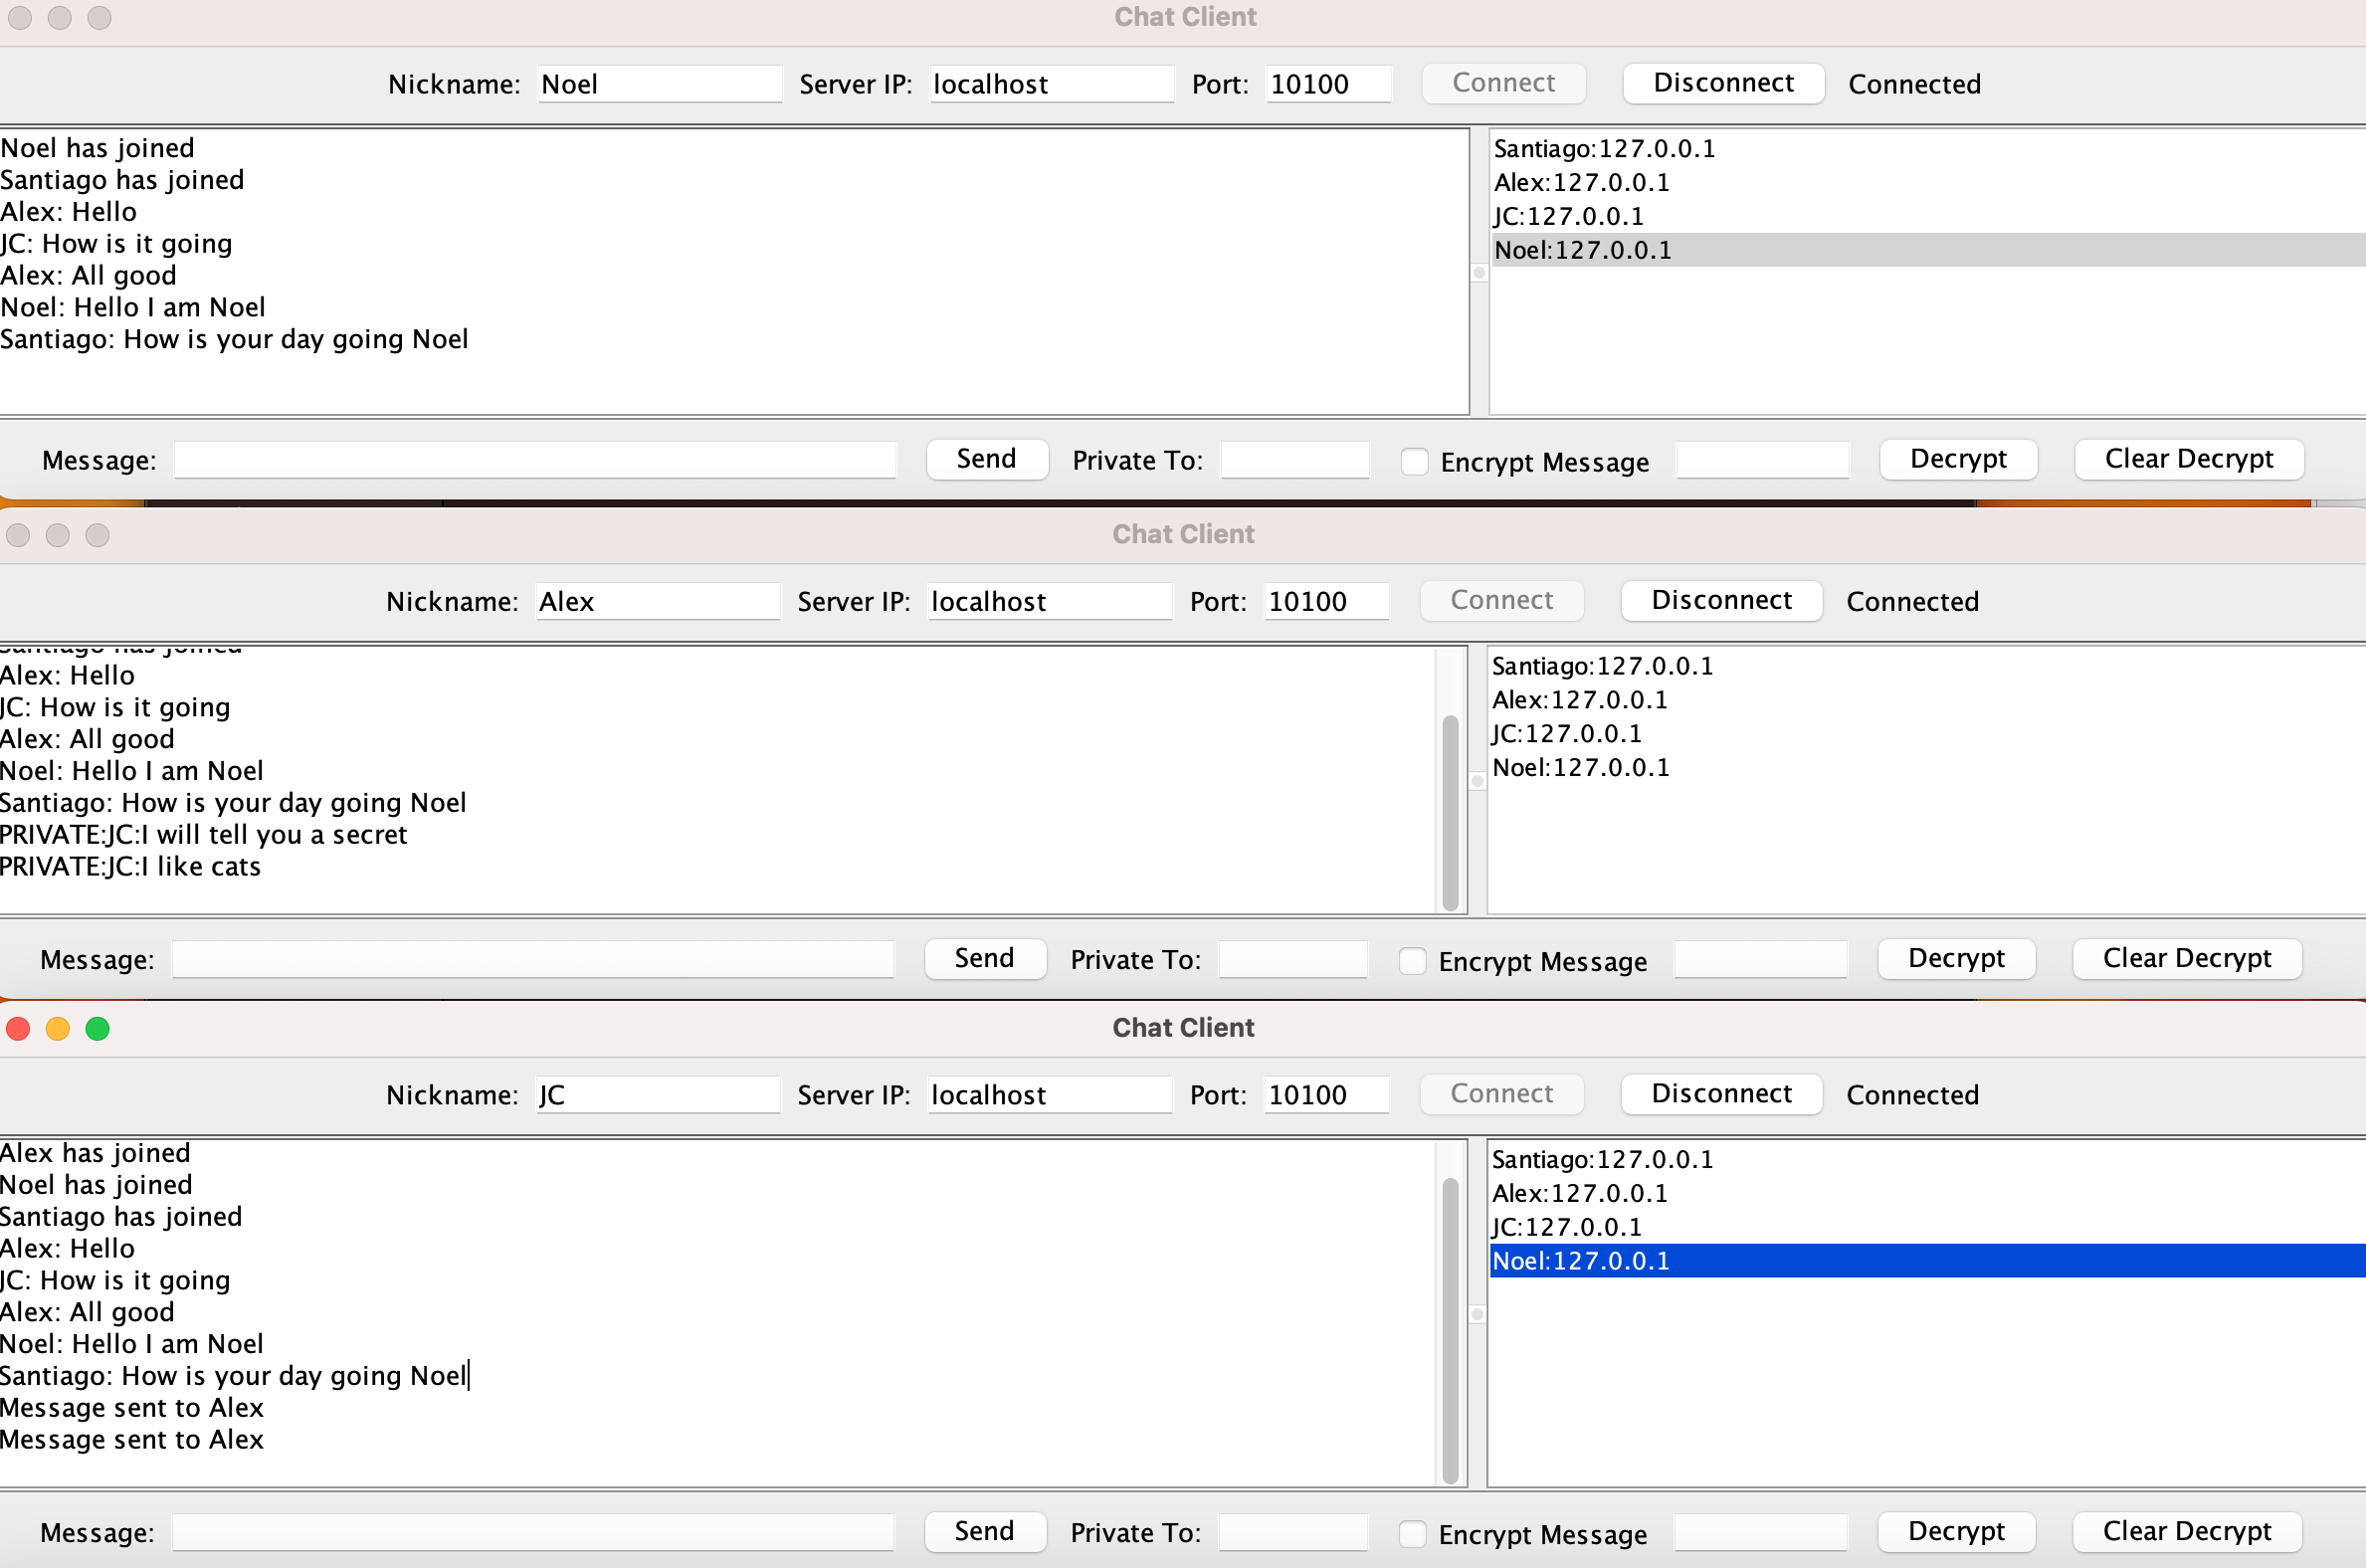 Chat Client
Nickname: Noel Server IP: localhost Port: 10100 Connect Disconnect Connected
Noel has joined
Santiago has joined
Alex: Hello
JC: How is it going
Alex: All good
Noel: Hello I am Noel
Santiago: How is your day going Noel
Santiago:127.0.0.1
Alex:127.0.0.1
JC:127.0.0.1
Noel:127.0.0.1
Message: Send Private To: Encrypt Message Decrypt Clear Decrypt
Chat Client
Nickname: Alex Server IP: localhost Port: 10100 Connect Disconnect Connected
Santiago has joined
Alex: Hello
JC: How is it going
Alex: All good
Noel: Hello I am Noel
Santiago: How is your day going Noel
PRIVATE:JC:I will tell you a secret
PRIVATE:JC:I like cats
Santiago:127.0.0.1
Alex:127.0.0.1
JC:127.0.0.1
Noel:127.0.0.1
Message: Send Private To: Encrypt Message Decrypt Clear Decrypt
Chat Client
Nickname: JC Server IP: localhost Port: 10100 Connect Disconnect Connected
Alex has joined
Noel has joined
Santiago has joined
Alex: Hello
JC: How is it going
Alex: All good
Noel: Hello I am Noel
Santiago: How is your day going Noel
Message sent to Alex
Message sent to Alex
Santiago:127.0.0.1
Alex:127.0.0.1
JC:127.0.0.1
Noel:127.0.0.1
Message: Send Private To: Encrypt Message Decrypt Clear Decrypt